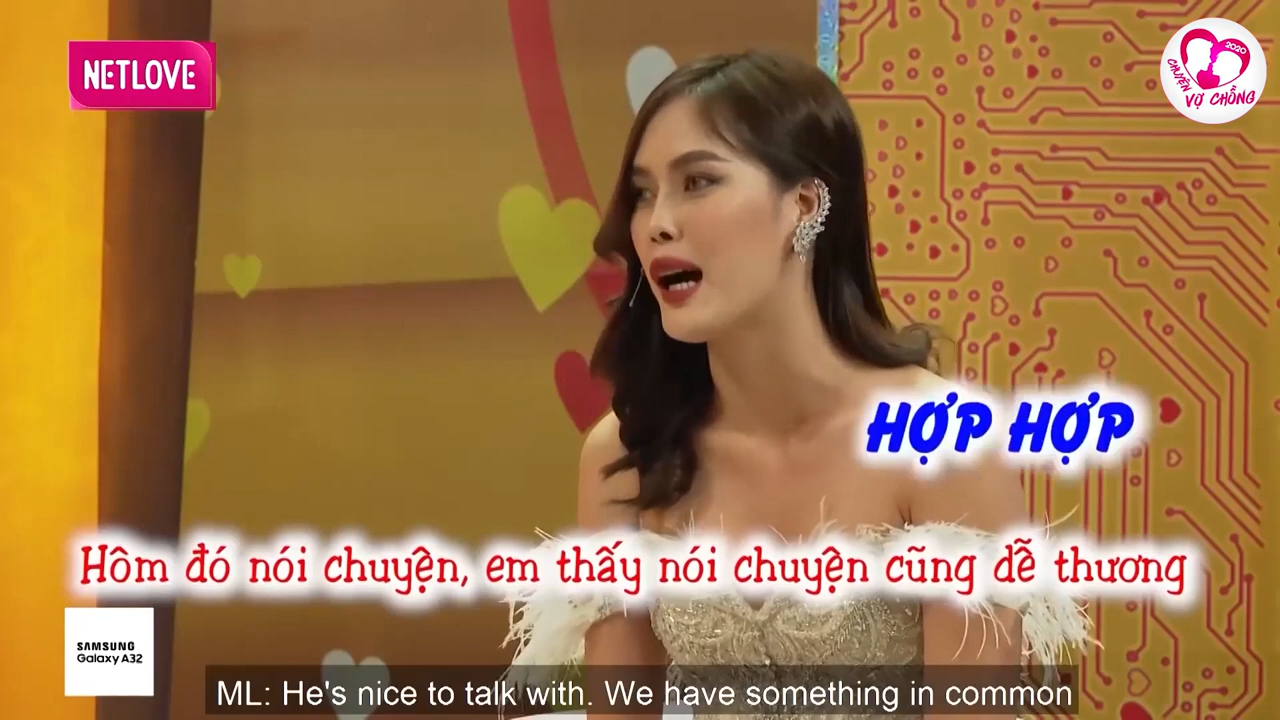 NETLOVE
2020
CHUYỆN
VỢ CHỒNG
HỢP HỢP
Hôm đó nói chuyện, em thấy nói chuyện cũng dễ thương
SAMSUNG
Galaxy A32
ML: He's nice to talk with. We have something in common